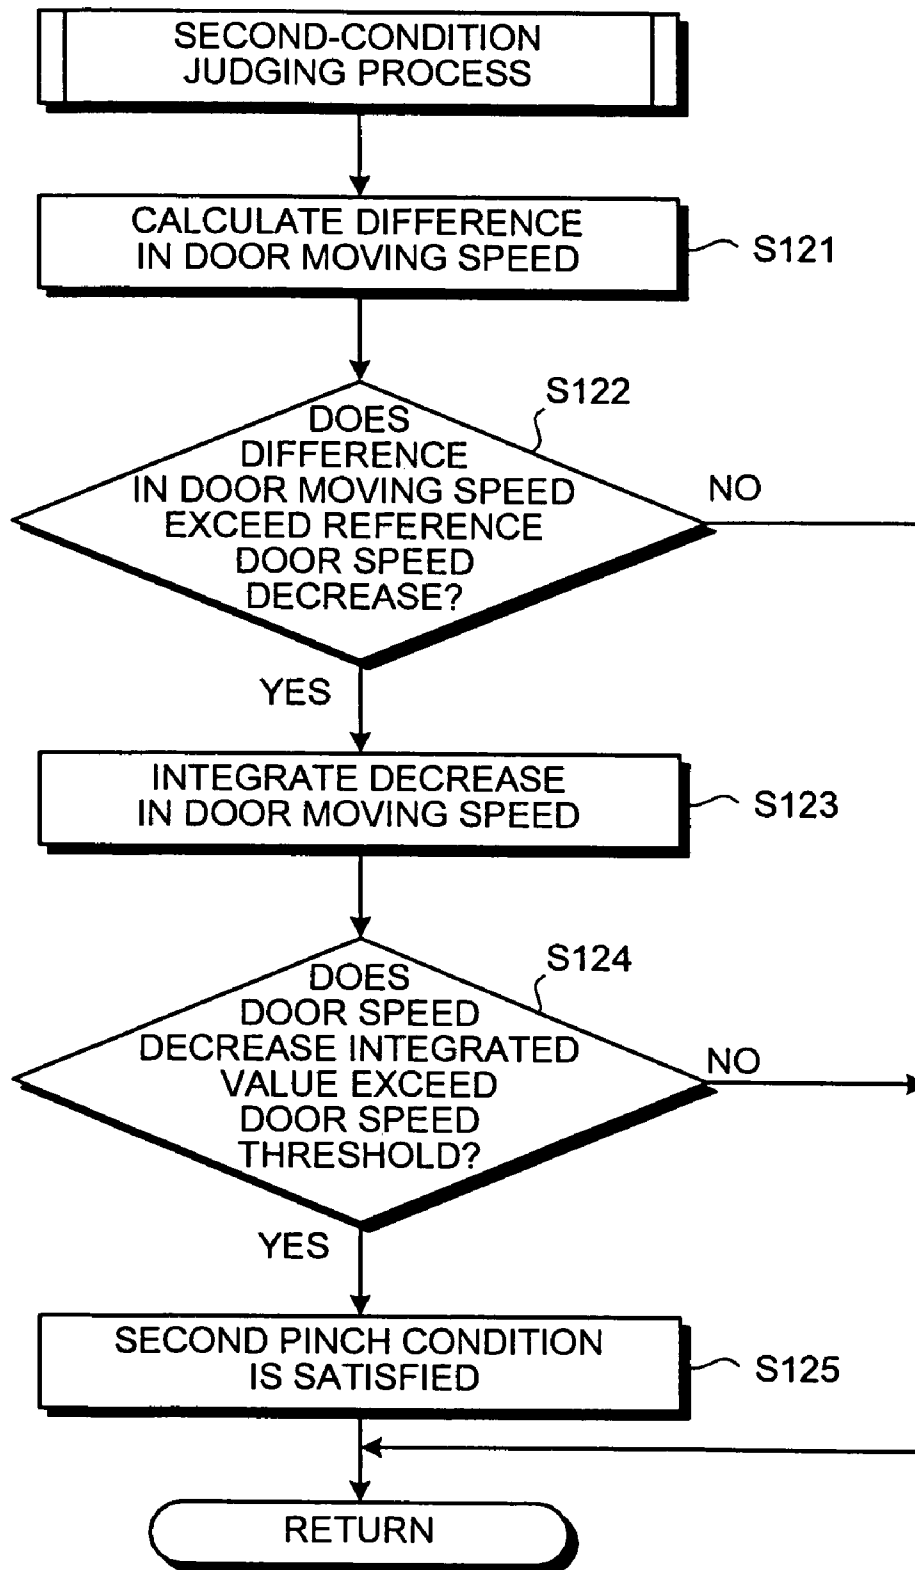 SECOND-CONDITION
JUDGING PROCESS
CALCULATE DIFFERENCE
IN DOOR MOVING SPEED
S121
S122
DOES
DIFFERENCE
IN DOOR MOVING SPEED
EXCEED REFERENCE
DOOR SPEED
DECREASE?
NO
YES
INTEGRATE DECREASE
IN DOOR MOVING SPEED
S123
S124
DOES
DOOR SPEED
DECREASE INTEGRATED
VALUE EXCEED
DOOR SPEED
THRESHOLD?
NO
YES
SECOND PINCH CONDITION
IS SATISFIED
S125
RETURN